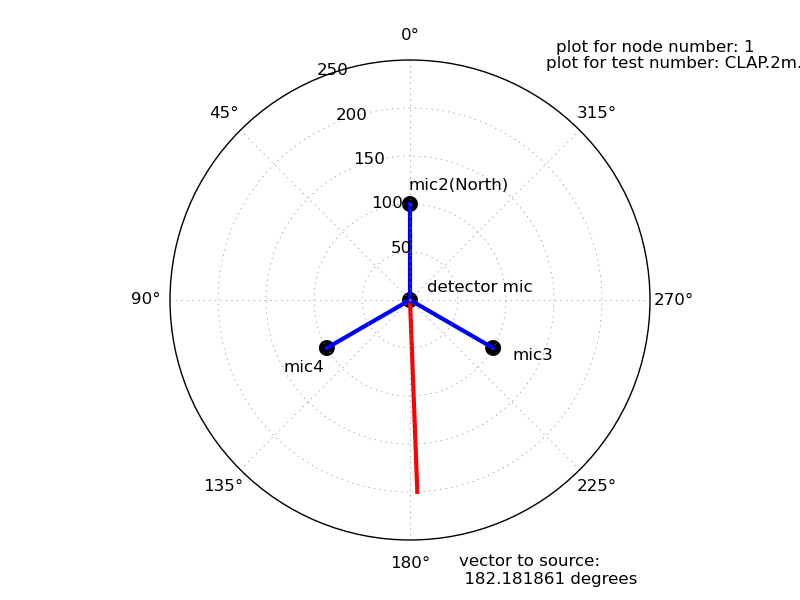 0°
plot for node number: 1
plot for test number: CLAP.2m.
250
45°
315°
200
150
mic2(North)
100
50
detector mic
90°
270°
mic4
mic3
135°
225°
180°
vector to source:
182.181861 degrees